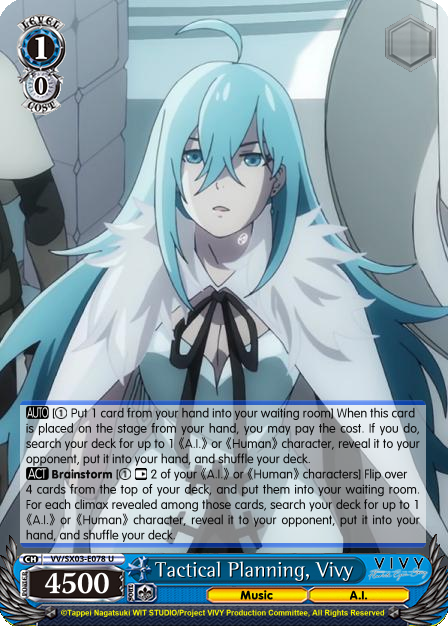 LEVEL
1
0
COST
AUTO [① Put 1 card from your hand into your waiting room] When this card
is placed on the stage from your hand, you may pay the cost. If you do,
search your deck for up to 1 《A.I.》 or 《Human》 character, reveal it to your
opponent, put it into your hand, and shuffle your deck.
ACT Brainstorm [① 2 of your 《A.I.》 or 《Human》 characters] Flip over
4 cards from the top of your deck, and put them into your waiting room.
For each climax revealed among those cards, search your deck for up to 1
《A.I.》 or 《Human》 character, reveal it to your opponent, put it into your
hand, and shuffle your deck.
CH VV/SX03-E078 U
POWER 4500 SOUL Tactical Planning, Vivy VIVY
Music A.I.
©Tappei Nagatsuki WIT STUDIO/Project VIVY Production Committee, All Rights Reserved